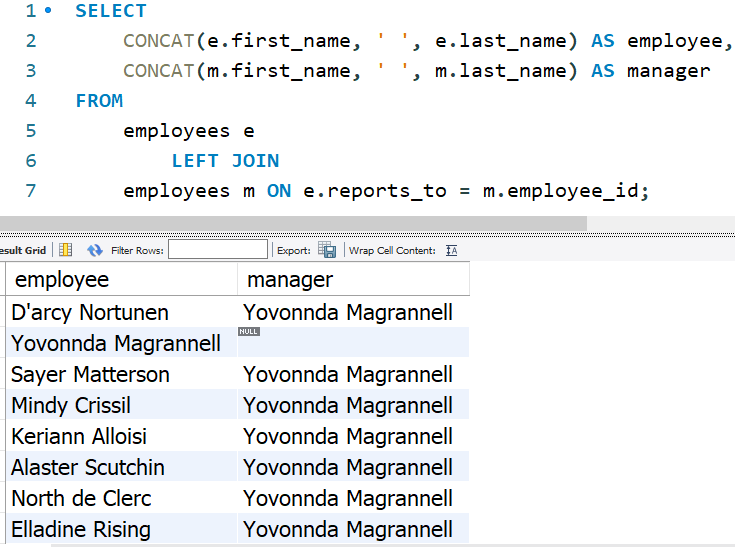 1 SELECT
2 CONCAT(e.first_name, ' ', e.last_name) AS employee,
3 CONCAT(m.first_name, ' ', m.last_name) AS manager
4 FROM
5 employees e
6 LEFT JOIN
7 employees m ON e.reports_to = m.employee_id;
esult Grid Filter Rows: Export: Wrap Cell Content: IA
employee manager
D'arcy Nortunen Yovonnda Magrannell
Yovonnda Magrannell NULL
Sayer Matterson Yovonnda Magrannell
Mindy Crissil Yovonnda Magrannell
Keriann Alloisi Yovonnda Magrannell
Alaster Scutchin Yovonnda Magrannell
North de Clerc Yovonnda Magrannell
Elladine Rising Yovonnda Magrannell